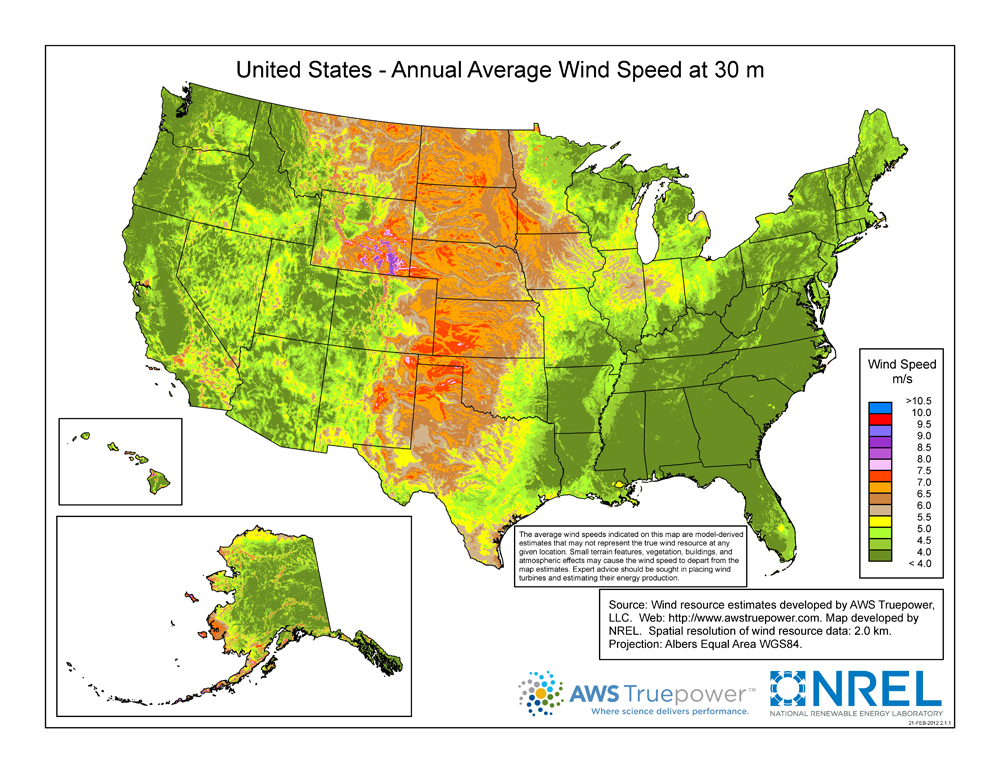 United States - Annual Average Wind Speed at 30 m
Wind Speed
m/s
>10.5
10.0
9.5
9.0
8.5
8.0
7.5
7.0
6.5
6.0
5.5
5.0
4.5
4.0
< 4.0
The average wind speeds indicated on this map are model-derived
estimates that may not represent the true wind resource at any
given location. Small terrain features, vegetation, buildings, and
atmospheric effects may cause the wind speed to depart from the
map estimates. Expert advice should be sought in placing wind
turbines and estimating their energy production.
Source: Wind resource estimates developed by AWS Truepower,
LLC. Web: http://www.awstruepower.com. Map developed by
NREL. Spatial resolution of wind resource data: 2.0 km.
Projection: Albers Equal Area WGS84.
AWS Truepower™
Where science delivers performance.
NREL
NATIONAL RENEWABLE ENERGY LABORATORY
21-FEB-2012 2.1.1